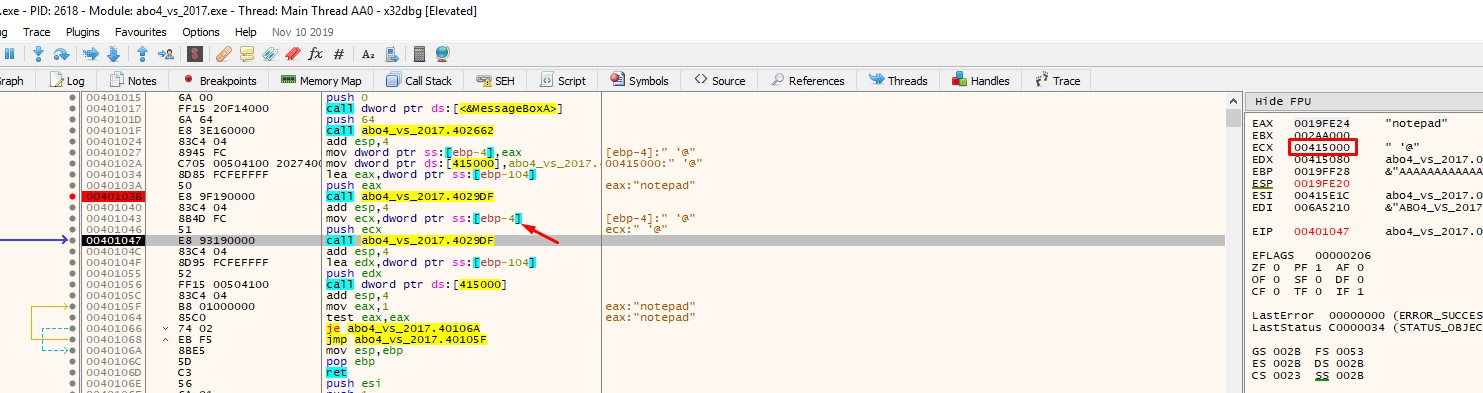 .exe - PID: 2618 - Module: abo4_vs_2017.exe - Thread: Main Thread AA0 - x32dbg [Elevated]
Trace Plugins Favourites Options Help Nov 10 2019
Log Notes Breakpoints Memory Map Call Stack SEH Script Symbols Source References Threads Handles Trace
00401015 6A 00 push 0
00401017 FF15 20F14000 call dword ptr ds:[<&MessageBoxA>]
0040101D 6A 64 push 64
0040101F E8 3E160000 call abo4_vs_2017.402662
00401024 83C4 04 add esp,4
00401027 8945 FC mov dword ptr ss:[ebp-4],eax [ebp-4]:" '@"
0040102A C705 00504100 2027400 mov dword ptr ds:[415000],abo4_vs_2017. 00415000:" '@"
00401034 8D85 FCFEFFFF lea eax,dword ptr ss:[ebp-104]
0040103A 50 push eax eax:"notepad"
0040103B E8 9F190000 call abo4_vs_2017.4029DF
00401040 83C4 04 add esp,4
00401043 8B4D FC mov ecx,dword ptr ss:[ebp-4] [ebp-4]:" '@"
00401046 51 push ecx ecx:" '@"
00401047 E8 93190000 call abo4_vs_2017.4029DF
0040104C 83C4 04 add esp,4
0040104F 8D95 FCFEFFFF lea edx,dword ptr ss:[ebp-104]
00401055 52 push edx
00401056 FF15 00504100 call dword ptr ds:[415000]
0040105C 83C4 04 add esp,4
0040105F B8 01000000 mov eax,1 eax:"notepad"
00401064 85C0 test eax,eax eax:"notepad"
00401066 74 02 je abo4_vs_2017.40106A
00401068 EB F5 jmp abo4_vs_2017.40105F
0040106A 8BE5 mov esp,ebp
0040106C 5D pop ebp
0040106D C3 ret
0040106E 56 push esi
Hide FPU
EAX 0019FE24 "notepad"
EBX 002AA000
ECX 00415000 " '@"
EDX 00415080 abo4_vs_2017.0
EBP 0019FF28 &"AAAAAAAAAAAA
ESP 0019FE20
ESI 00415E1C abo4_vs_2017.0
EDI 006A5210 &"ABO4_VS_2017
EIP 00401047 abo4_vs_2017.0
EFLAGS 00000206
ZF 0 PF 1 AF 0
OF 0 SF 0 DF 0
CF 0 TF 0 IF 1
LastError 00000000 (ERROR_SUCCES
LastStatus C0000034 (STATUS_OBJEC
GS 002B FS 0053
ES 002B DS 002B
CS 0023 SS 002B